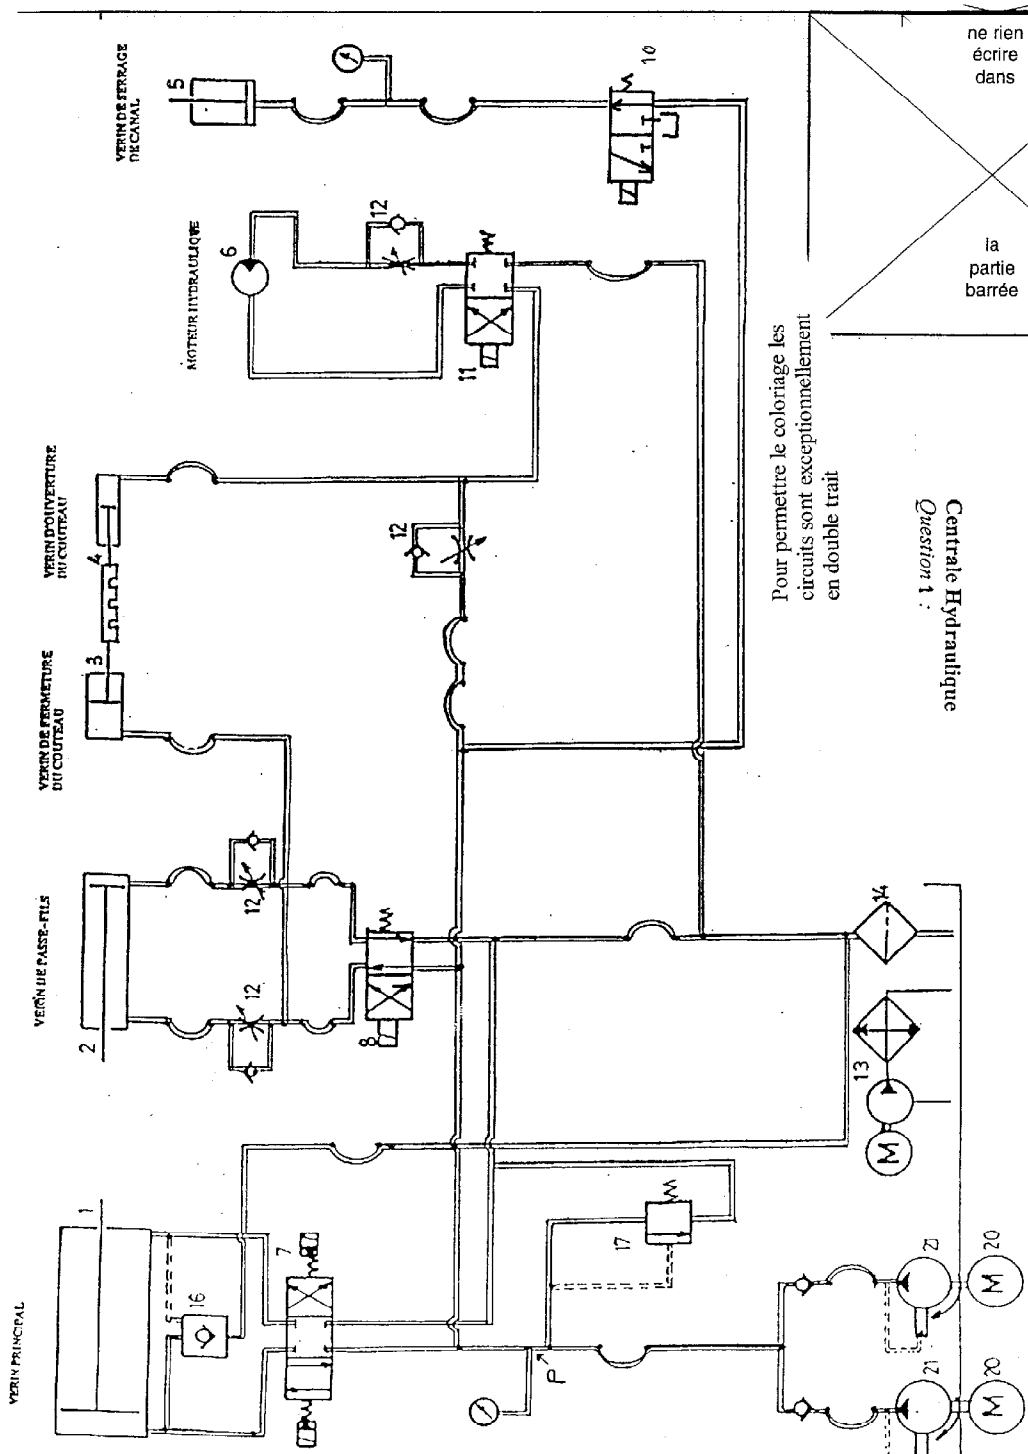 ne rien
écrire
dans
la
partie
barrée
VERIN DE SERRAGE
DE CANAL
5
10
MOTEUR HYDRAULIQUE
6
12
11
VERIN D'OUVERTURE
DU COUTEAU
4
12
VERIN DE FERMETURE
DU COUTEAU
3
Pour permettre le coloriage les
circuits sont exceptionnellement
en double trait
Centrale Hydraulique
Question 1 :
VERIN DE PASSE-FILS
2
12
12
8
14
13
M
VERIN PRINCIPAL
1
16
7
17
P
21
20
M
21
20
M